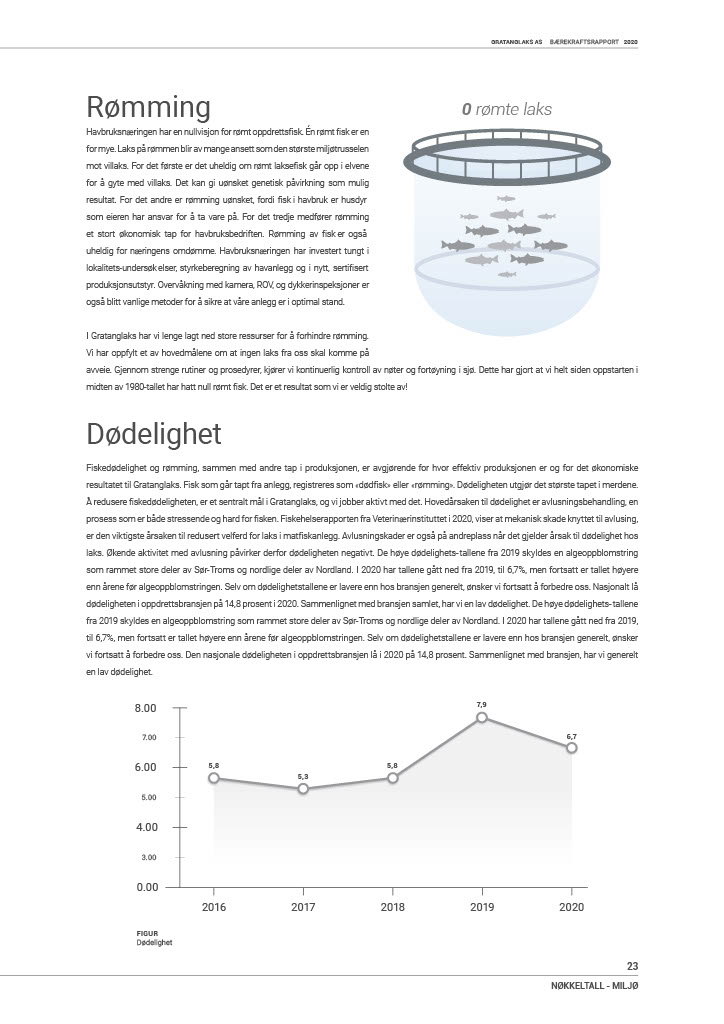 GRATANGLAKS AS BÆREKRAFTSRAPPORT 2020
Rømming
Havbruksnæringen har en nullvisjon for rømt oppdrettsfisk. Én rømt fisk er en
for mye. Laks på rømmen blir av mange ansett som den største miljøtrusselen
mot villaks. For det første er det uheldig om rømt laksefisk går opp i elvene
for å gyte med villaks. Det kan gi uønsket genetisk påvirkning som mulig
resultat. For det andre er rømming uønsket, fordi fisk i havbruk er husdyr
som eieren har ansvar for å ta vare på. For det tredje medfører rømming
et stort økonomisk tap for havbruksbedriften. Rømming av fisk er også
uheldig for næringens omdømme. Havbruksnæringen har investert tungt i
lokalitets-undersøkelser, styrkeberegning av havanlegg og i nytt, sertifisert
produksjonsutstyr. Overvåkning med kamera, ROV, og dykkerinspeksjoner er
også blitt vanlige metoder for å sikre at våre anlegg er i optimal stand.
I Gratanglaks har vi lenge lagt ned store ressurser for å forhindre rømming.
Vi har oppfylt et av hovedmålene om at ingen laks fra oss skal komme på
avveie. Gjennom strenge rutiner og prosedyrer, kjører vi kontinuerlig kontroll av nøter og fortøyning i sjø. Dette har gjort at vi helt siden oppstarten i
midten av 1980-tallet har hatt null rømt fisk. Det er et resultat som vi er veldig stolte av!
0 rømte laks
Dødelighet
Fiskedødelighet og rømming, sammen med andre tap i produksjonen, er avgjørende for hvor effektiv produksjonen er og for det økonomiske
resultatet til Gratanglaks. Fisk som går tapt fra anlegg, registreres som «dødfisk» eller «rømming». Dødeligheten utgjør det største tapet i merdene.
Å redusere fiskedødeligheten, er et sentralt mål i Gratanglaks, og vi jobber aktivt med det. Hovedårsaken til dødelighet er avlusningsbehandling, en
prosess som er både stressende og hard for fisken. Fiskehelserapporten fra Veterinærinstituttet i 2020, viser at mekanisk skade knyttet til avlusing,
er den viktigste årsaken til redusert velferd for laks i matfiskanlegg. Avlusningsskader er også på andreplass når det gjelder årsak til dødelighet hos
laks. Økende aktivitet med avlusning påvirker derfor dødeligheten negativt. De høye dødelighets-tallene fra 2019 skyldes en algeoppblomstring
som rammet store deler av Sør-Troms og nordlige deler av Nordland. I 2020 har tallene gått ned fra 2019, til 6,7%, men fortsatt er tallet høyere
enn årene før algeoppblomstringen. Selv om dødelighetstallene er lavere enn hos bransjen generelt, ønsker vi fortsatt å forbedre oss. Nasjonalt lå
dødeligheten i oppdrettsbransjen på 14,8 prosent i 2020. Sammenlignet med bransjen samlet, har vi en lav dødelighet. De høye dødelighets-tallene
fra 2019 skyldes en algeoppblomstring som rammet store deler av Sør-Troms og nordlige deler av Nordland. I 2020 har tallene gått ned fra 2019,
til 6,7%, men fortsatt er tallet høyere enn årene før algeoppblomstringen. Selv om dødelighetstallene er lavere enn hos bransjen generelt, ønsker
vi fortsatt å forbedre oss. Den nasjonale dødeligheten i oppdrettsbransjen lå i 2020 på 14,8 prosent. Sammenlignet med bransjen, har vi generelt
en lav dødelighet.
8.00
7.00
6.00
5.00
4.00
3.00
0.00
5,8
5,3
5,8
7,9
6,7
2016 2017 2018 2019 2020
FIGUR
Dødelighet
23
NØKKELTALL - MILJØ